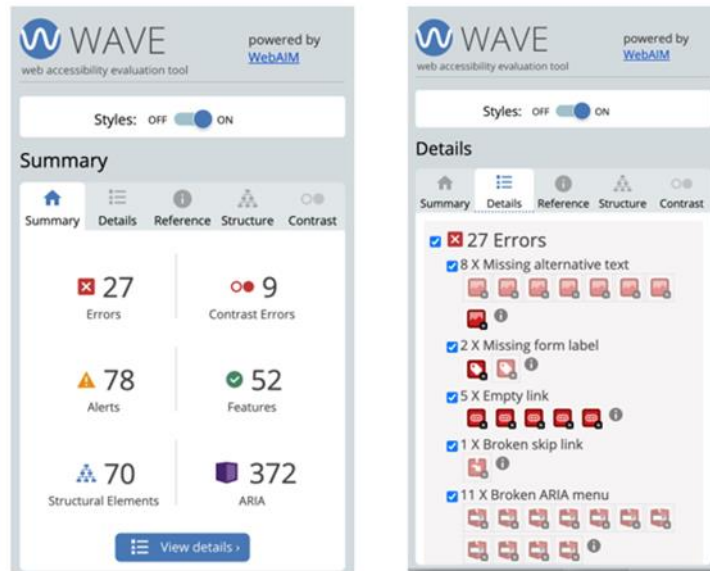 WAVE
powered by
WebAIM
web accessibility evaluation tool
Styles: OFF ON
Summary
Summary Details Reference Structure Contrast
27
Errors
9
Contrast Errors
78
Alerts
52
Features
70
Structural Elements
372
ARIA
View details ›
WAVE
powered by
WebAIM
web accessibility evaluation tool
Styles: OFF ON
Details
Summary Details Reference Structure Contrast
27 Errors
8 X Missing alternative text
2 X Missing form label
5 X Empty link
1 X Broken skip link
11 X Broken ARIA menu